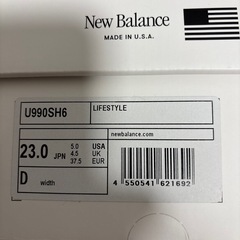 New Balance
MADE IN U.S.A.
U990SH6 LIFESTYLE
newbalance.com
23.0 JPN 5.0 USA
4.5 UK
37.5 EUR
D width
4 550541 621692